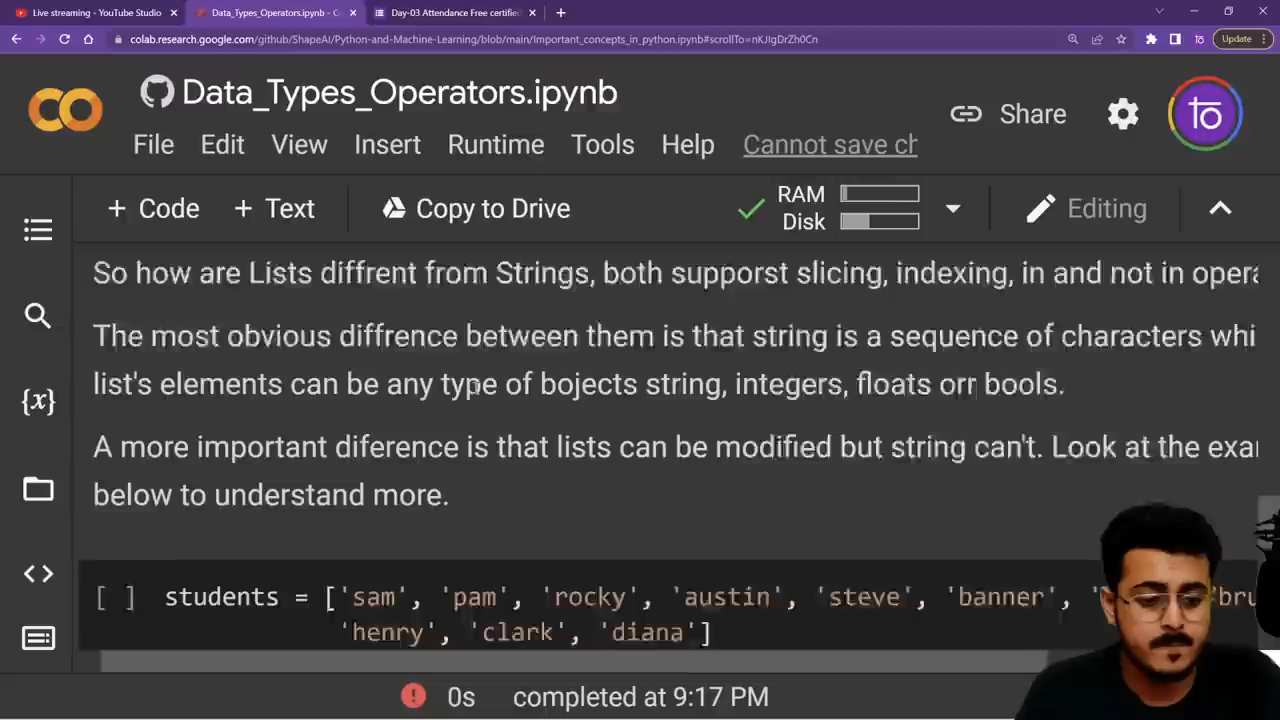 Live streaming - YouTube Studio
Data_Types_Operators.ipynb - C
Day-03 Attendance Free certified
colab.research.google.com/github/ShapeAI/Python-and-Machine-Learning/blob/main/Important_concepts_in_python.ipynb#scrollTo=nKJIgDrZh0Cn
Update
Data_Types_Operators.ipynb
Share
File Edit View Insert Runtime Tools Help Cannot save ch
+ Code + Text Copy to Drive
RAM
Disk
Editing
So how are Lists diffrent from Strings, both supporst slicing, indexing, in and not in opera
The most obvious diffrence between them is that string is a sequence of characters whi
list's elements can be any type of bojects string, integers, floats orr bools.
A more important diference is that lists can be modified but string can't. Look at the exa
below to understand more.
[ ] students = ['sam', 'pam', 'rocky', 'austin', 'steve', 'banner', 'bru
'henry', 'clark', 'diana']
0s completed at 9:17 PM